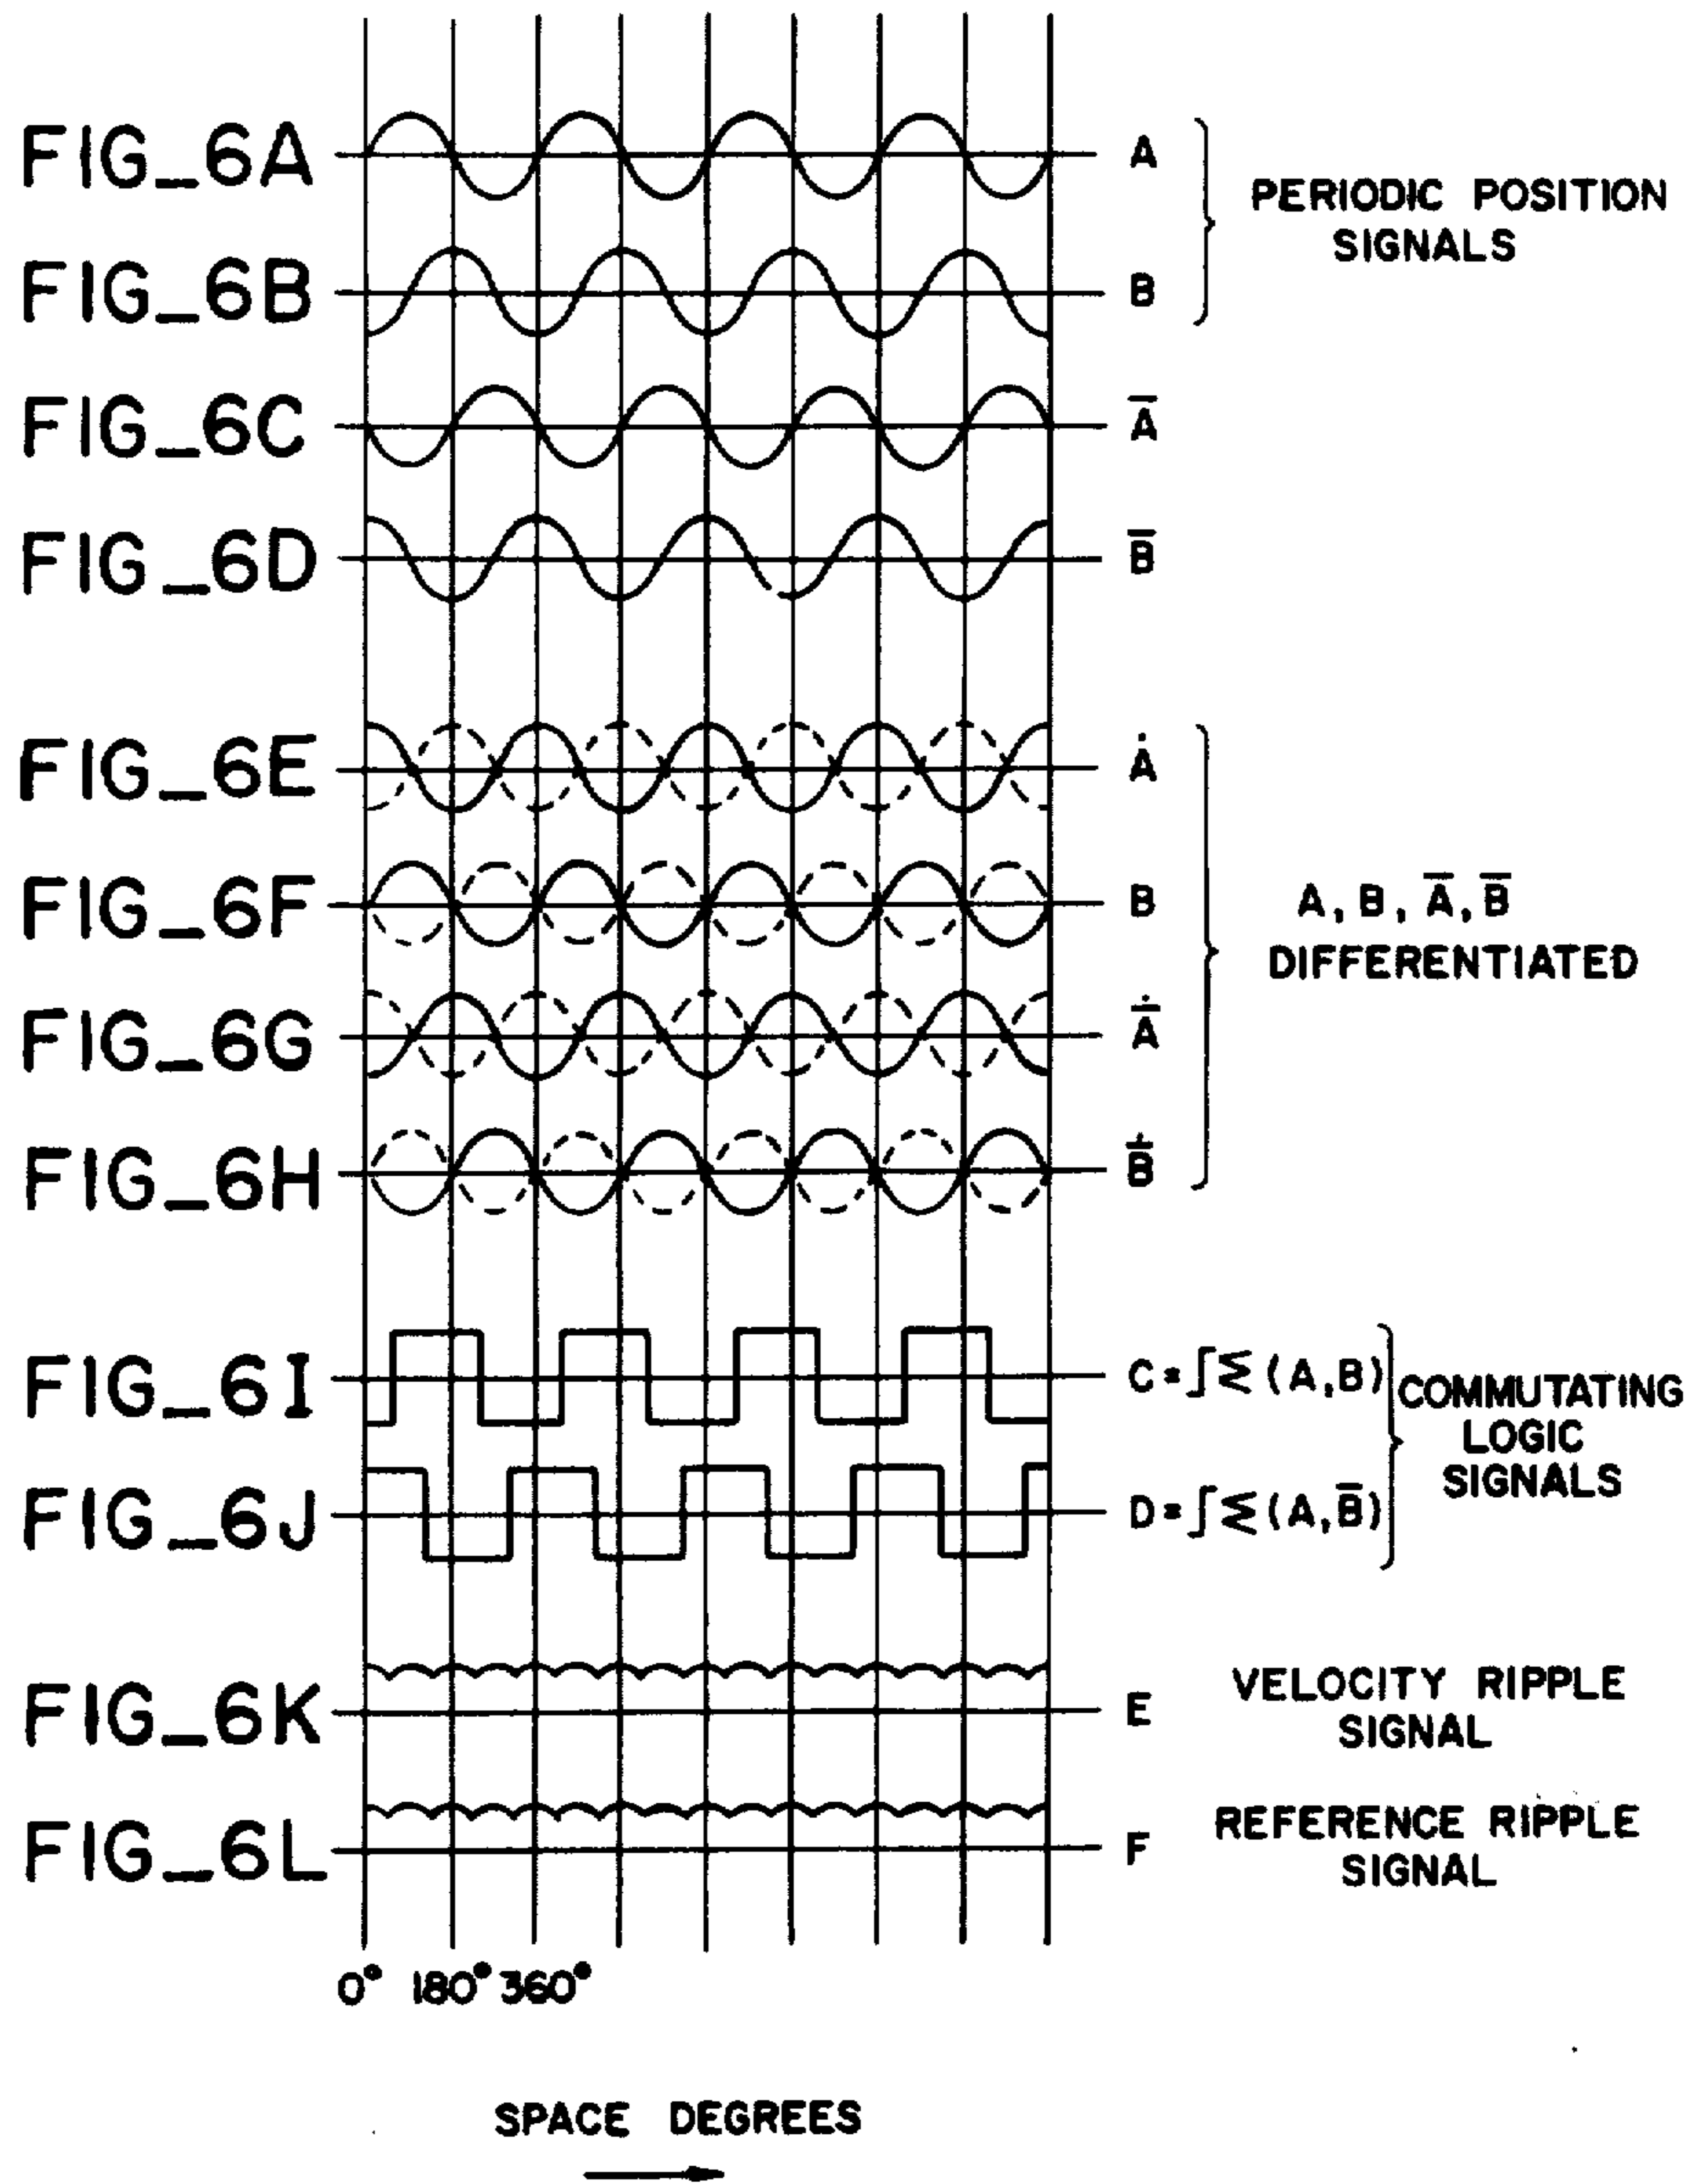 FIG_6A A
PERIODIC POSITION
SIGNALS
FIG_6B B
FIG_6C A̅
FIG_6D B̅
FIG_6E Ȧ
FIG_6F B
A, B, A̅, B̅
DIFFERENTIATED
FIG_6G A̅̇
FIG_6H B̅̇
FIG_6I C=∫≶(A,B)
COMMUTATING
LOGIC
SIGNALS
FIG_6J D=∫≶(A,B̅)
FIG_6K E
VELOCITY RIPPLE
SIGNAL
FIG_6L F
REFERENCE RIPPLE
SIGNAL
0° 180° 360°
SPACE DEGREES